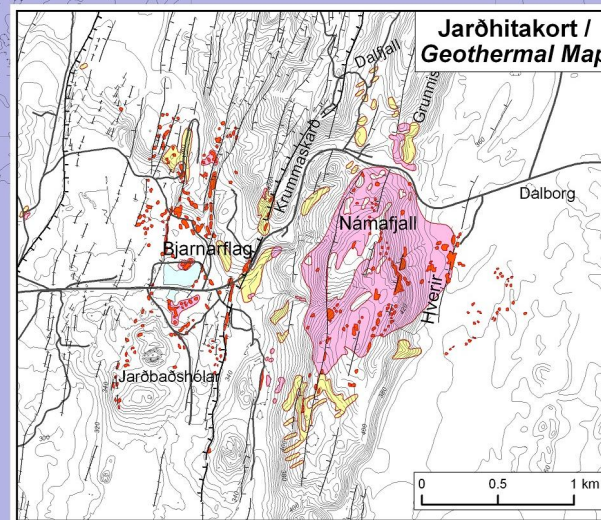 Jarðhitakort /
Geothermal Map
Dalfjall
Grunnis
Krummaskarð
Dalborg
Námafjall
Bjarnarflag
Hverir
Jarðbaðshólar
0 0.5 1 km